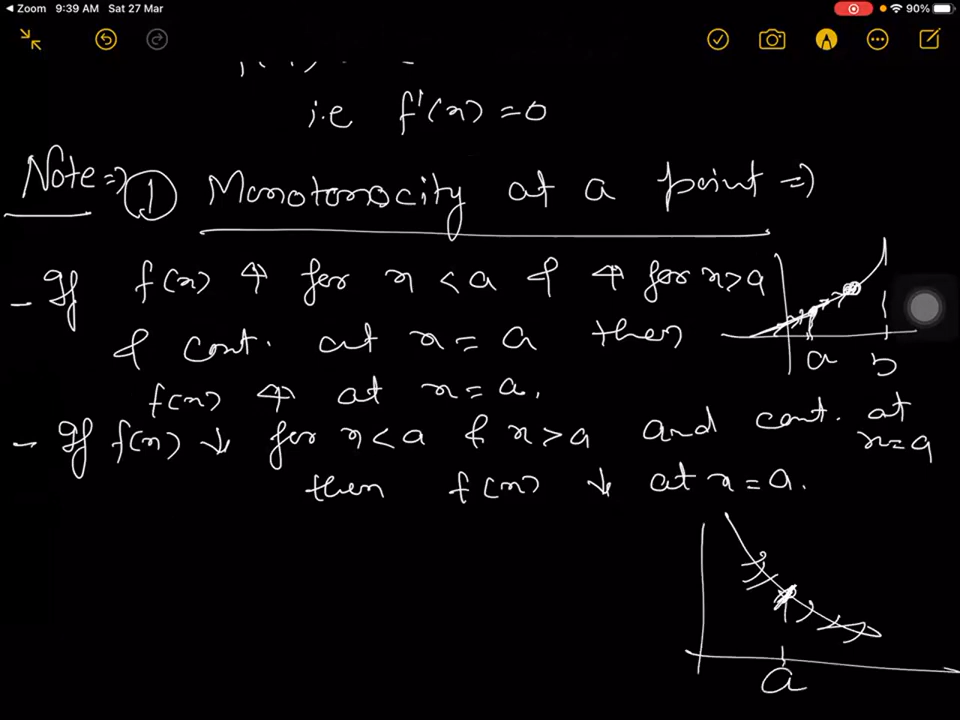 Zoom 9:39 AM Sat 27 Mar 90%
i.e f'(x) = 0
Note => ① Monotonocity at a point =>
- If f(x) ↑ for x < a & ↑ for x > a
& cont. at x = a then
f(x) ↑ at x = a.
- If f(x) ↓ for x < a & x > a and cont. at x = a
then f(x) ↓ at x = a.
a b
a